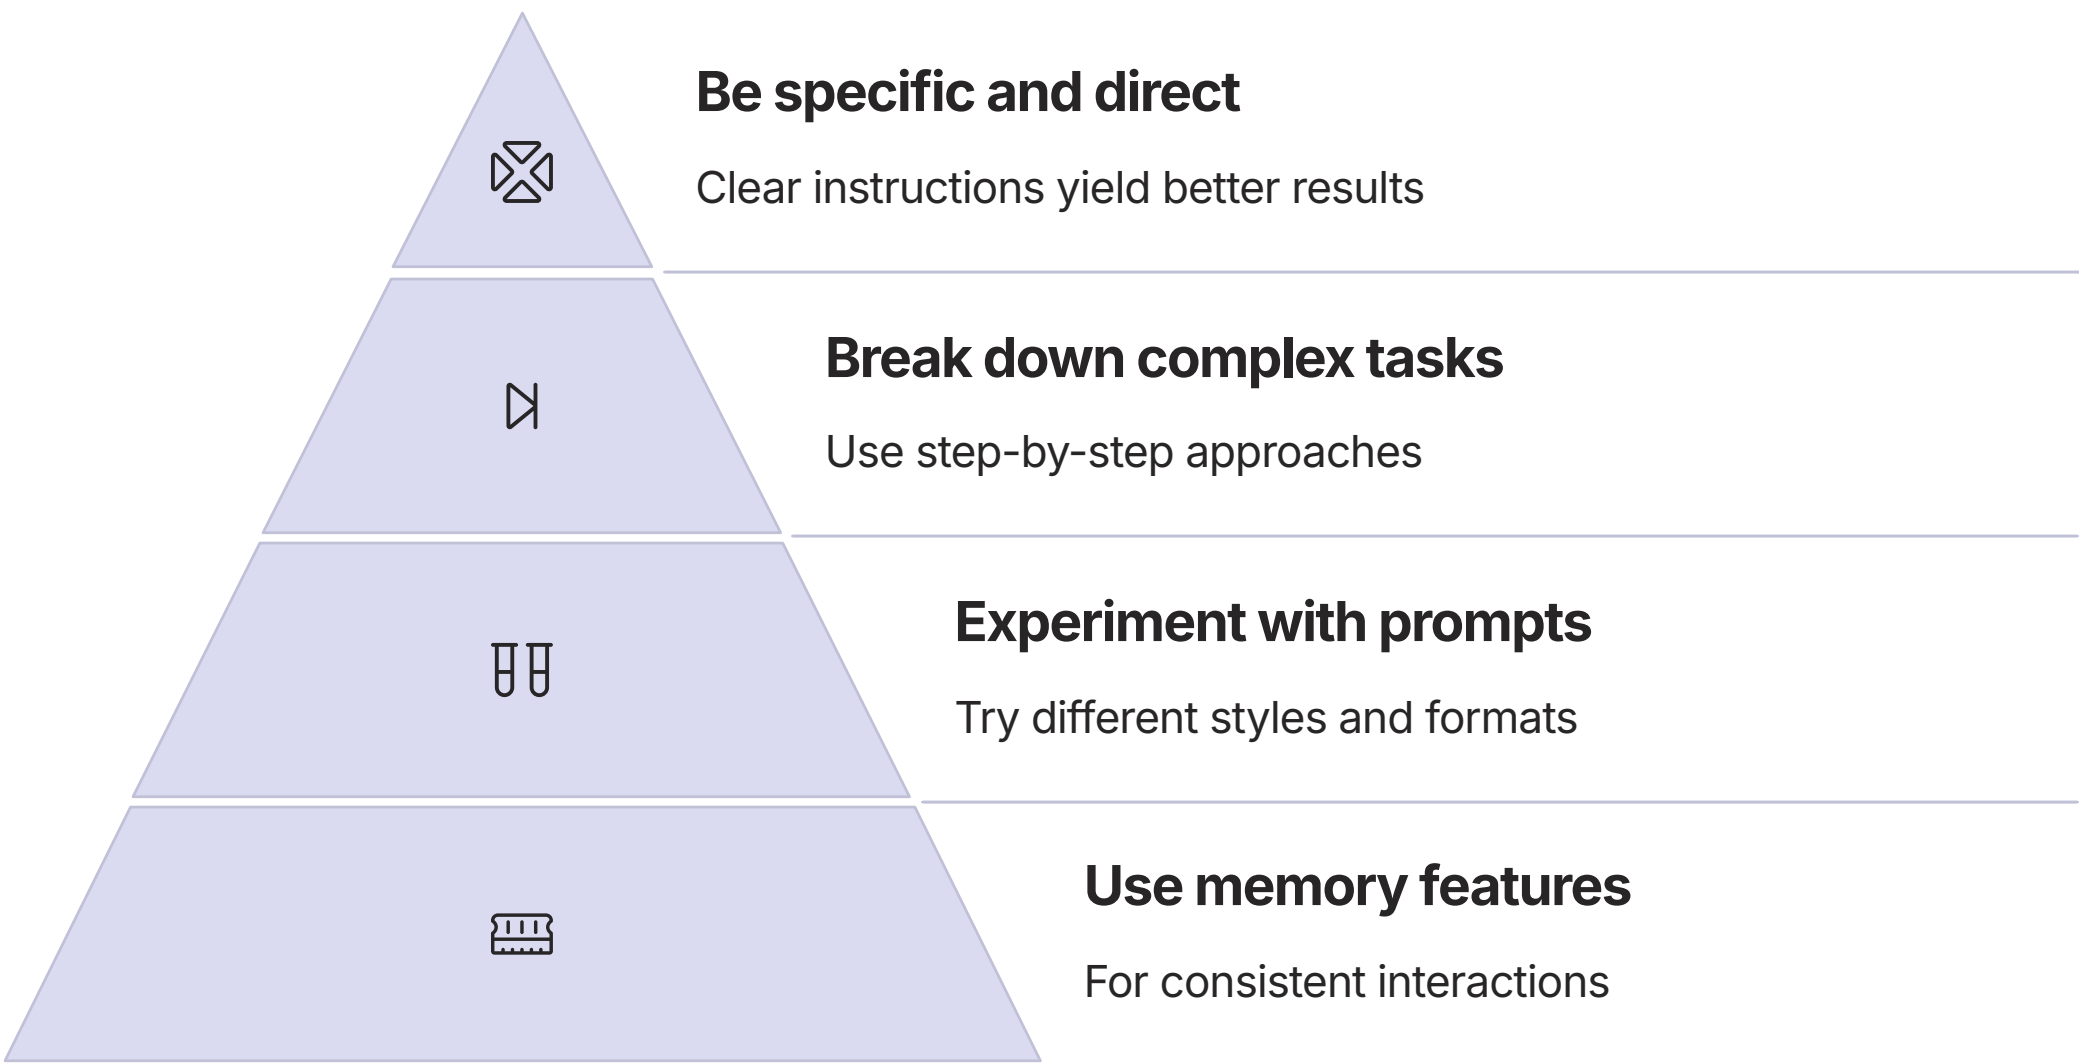 Be specific and direct
Clear instructions yield better results
Break down complex tasks
Use step-by-step approaches
Experiment with prompts
Try different styles and formats
Use memory features
For consistent interactions